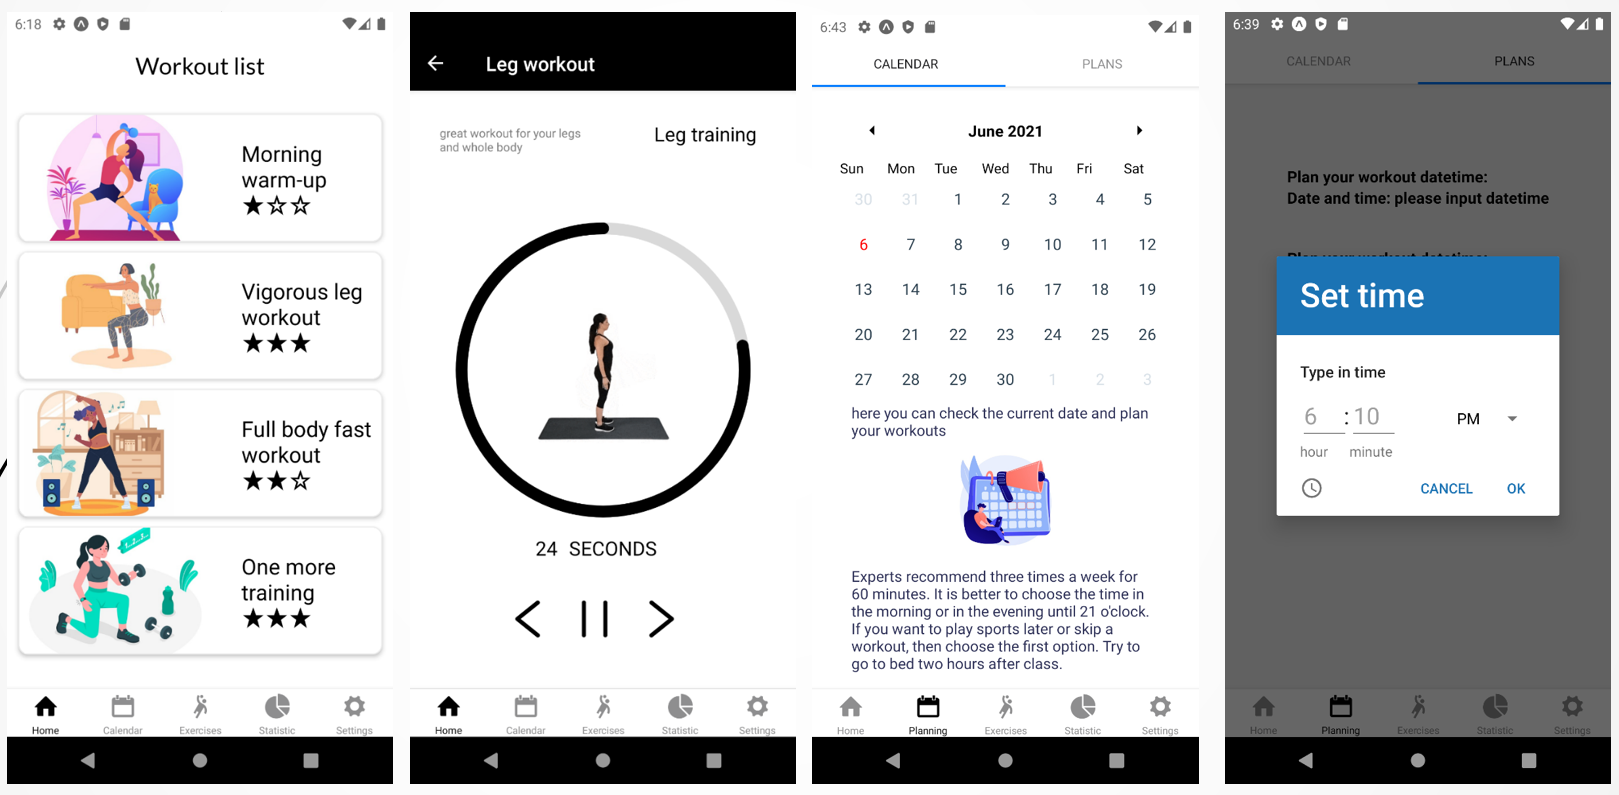 6:18
Workout list
Morning
warm-up
Vigorous leg
workout
Full body fast
workout
One more
training
Home Calendar Exercises Statistic Settings
Leg workout
great workout for your legs
and whole body
Leg training
24 SECONDS
Home Calendar Exercises Statistic Settings
6:43
CALENDAR PLANS
June 2021
Sun Mon Tue Wed Thu Fri Sat
30 31 1 2 3 4 5
6 7 8 9 10 11 12
13 14 15 16 17 18 19
20 21 22 23 24 25 26
27 28 29 30 1 2 3
here you can check the current date and plan
your workouts
Experts recommend three times a week for
60 minutes. It is better to choose the time in
the morning or in the evening until 21 o'clock.
If you want to play sports later or skip a
workout, then choose the first option. Try to
go to bed two hours after class.
Home Planning Exercises Statistic Settings
6:39
CALENDAR PLANS
Plan your workout datetime:
Date and time: please input datetime
Plan your workout datetime:
Set time
Type in time
6 : 10 PM
hour minute
CANCEL OK
Home Planning Exercises Statistic Settings